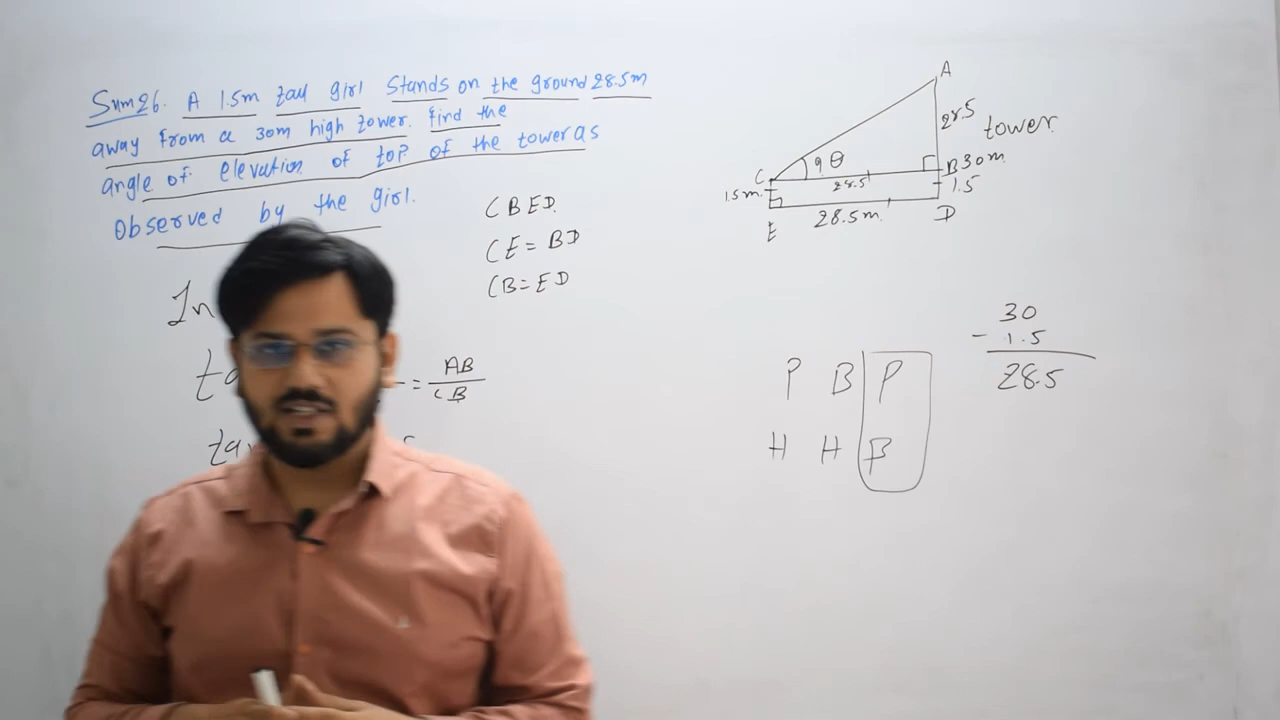 Sum 26. A 1.5m tall girl Stands on the ground 28.5m
away from a 30m high tower. find the
angle of elevation of top of the tower as
Observed by the girl.
CBED.
CE = BD
CB = ED
In
= AB
CB
A
28.5
tower
θ
C
B 30m
1.5m.
28.5
1.5
28.5m
E
D
30
- 1.5
28.5
P B P
H H B